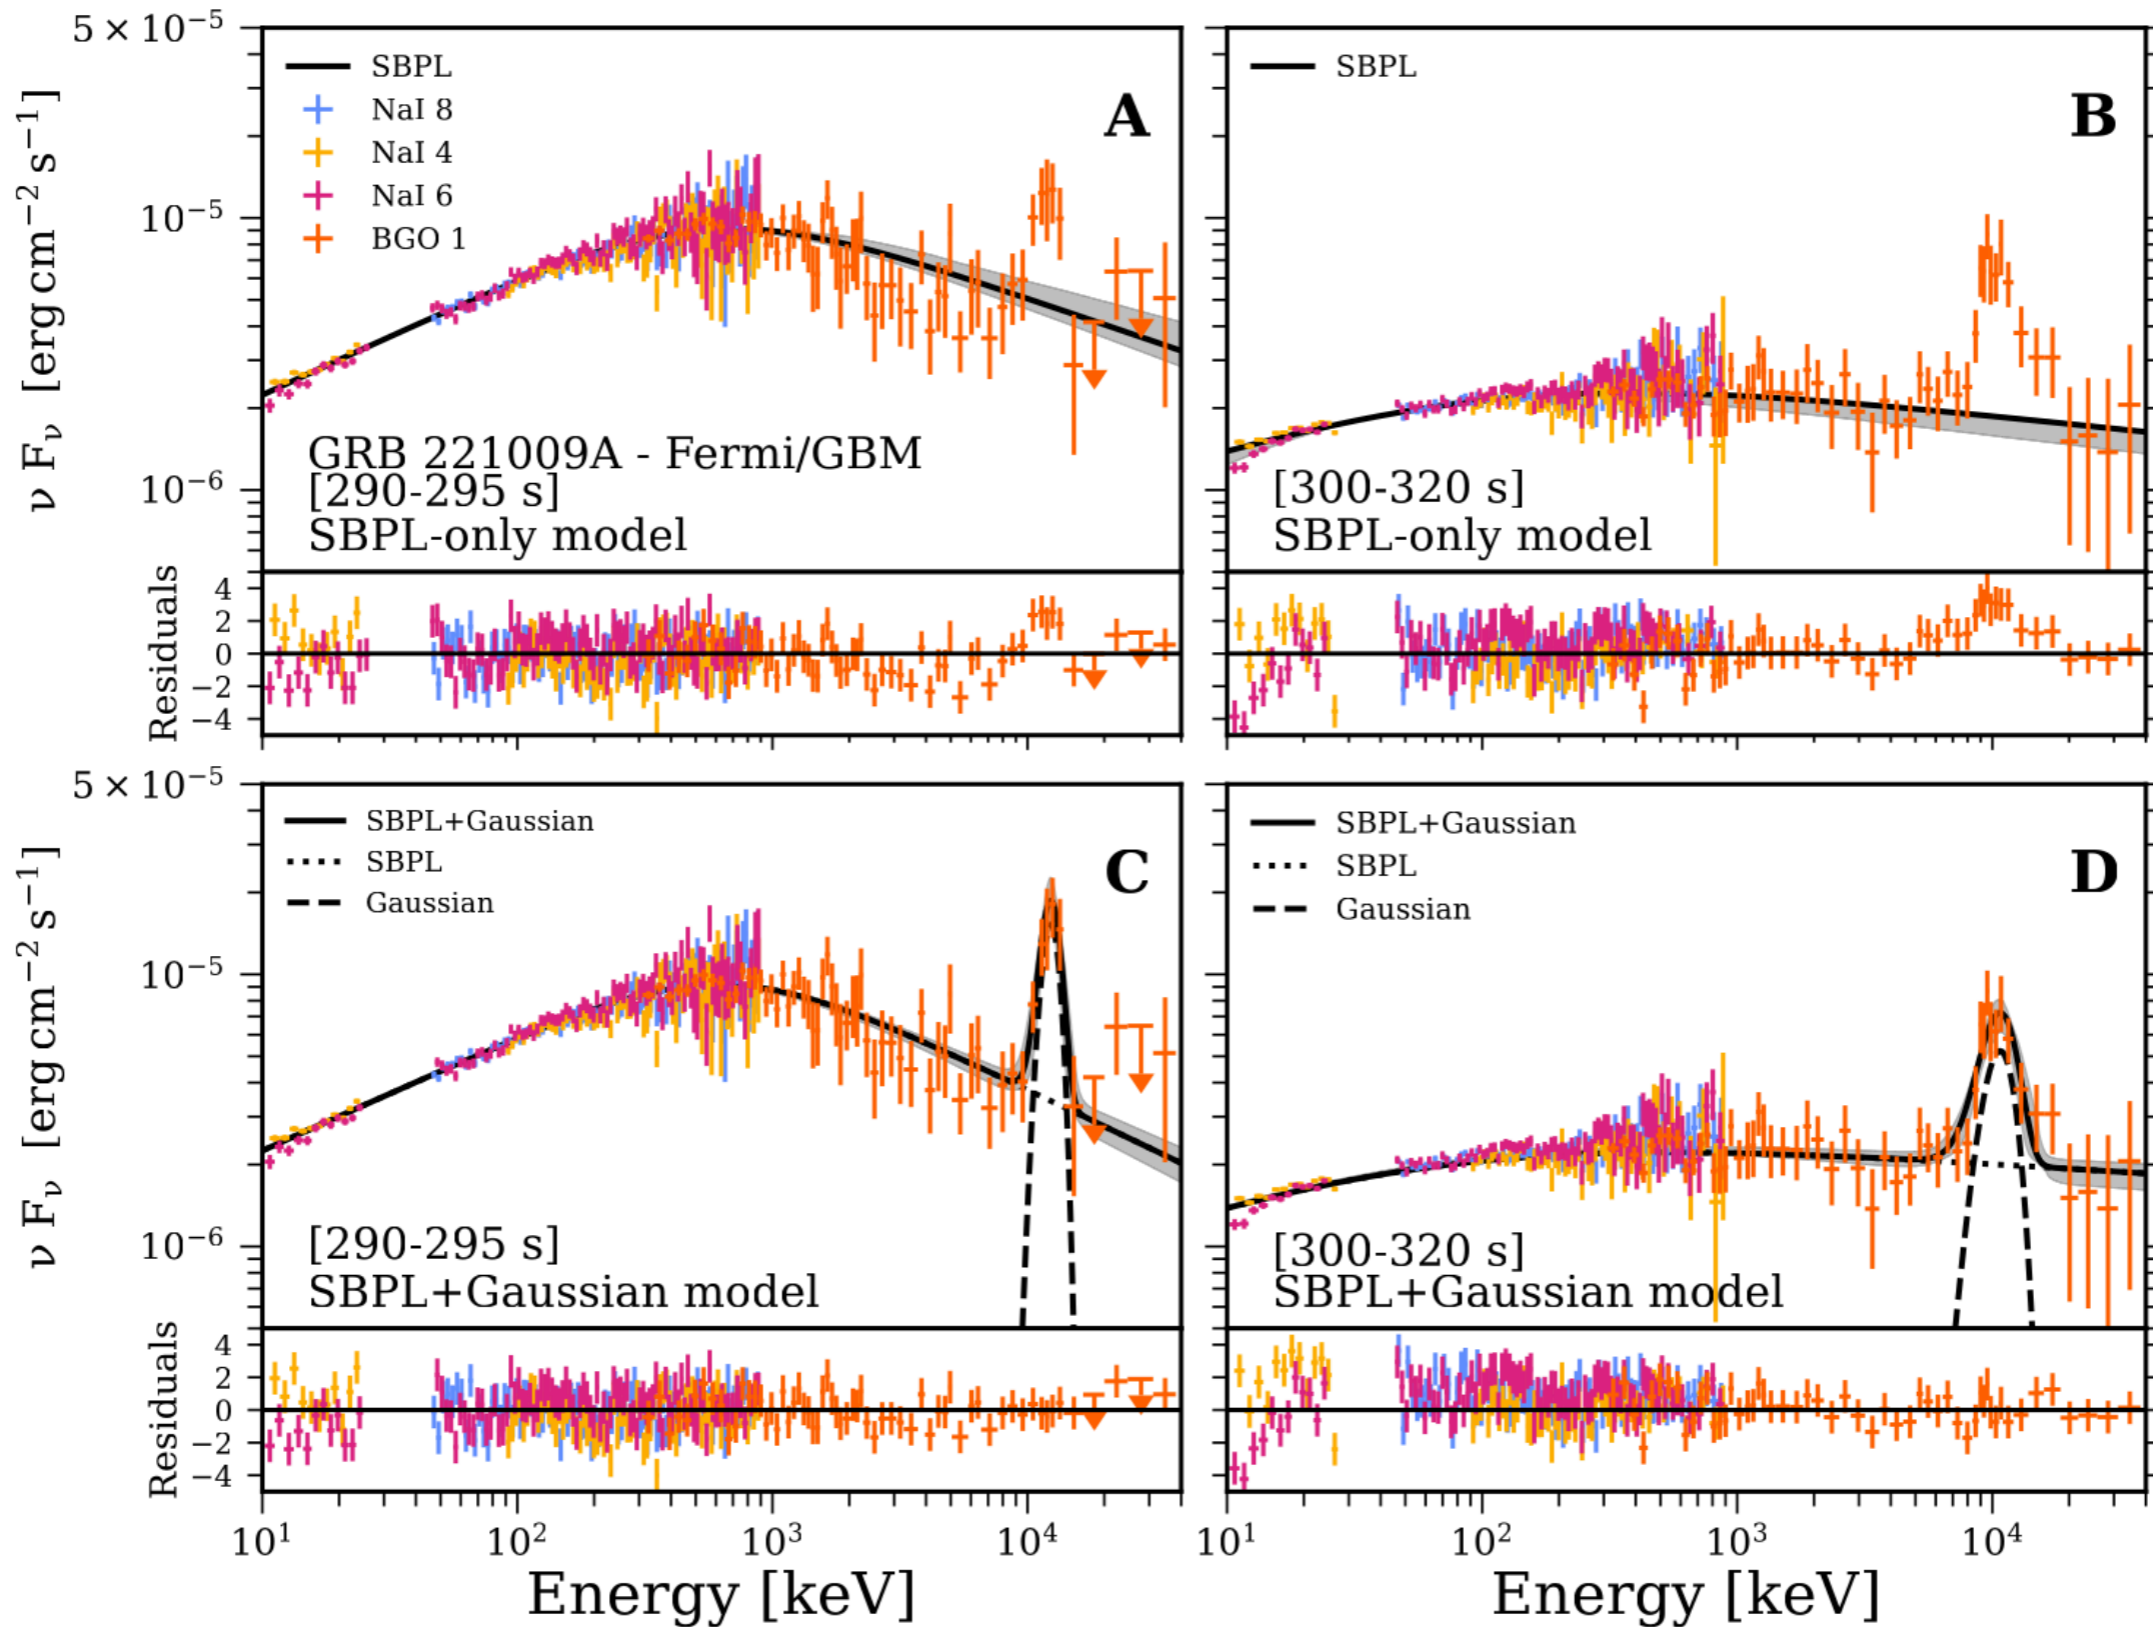 5 × 10⁻⁵
10⁻⁵
10⁻⁶
ν Fν [erg cm⁻² s⁻¹]
SBPL
NaI 8
NaI 4
NaI 6
BGO 1
A
GRB 221009A - Fermi/GBM
[290-295 s]
SBPL-only model
SBPL
B
[300-320 s]
SBPL-only model
Residuals
4
2
0
−2
−4
5 × 10⁻⁵
10⁻⁵
10⁻⁶
ν Fν [erg cm⁻² s⁻¹]
SBPL+Gaussian
SBPL
Gaussian
C
[290-295 s]
SBPL+Gaussian model
SBPL+Gaussian
SBPL
Gaussian
D
[300-320 s]
SBPL+Gaussian model
Residuals
4
2
0
−2
−4
10¹ 10² 10³ 10⁴
Energy [keV]
10¹ 10² 10³ 10⁴
Energy [keV]